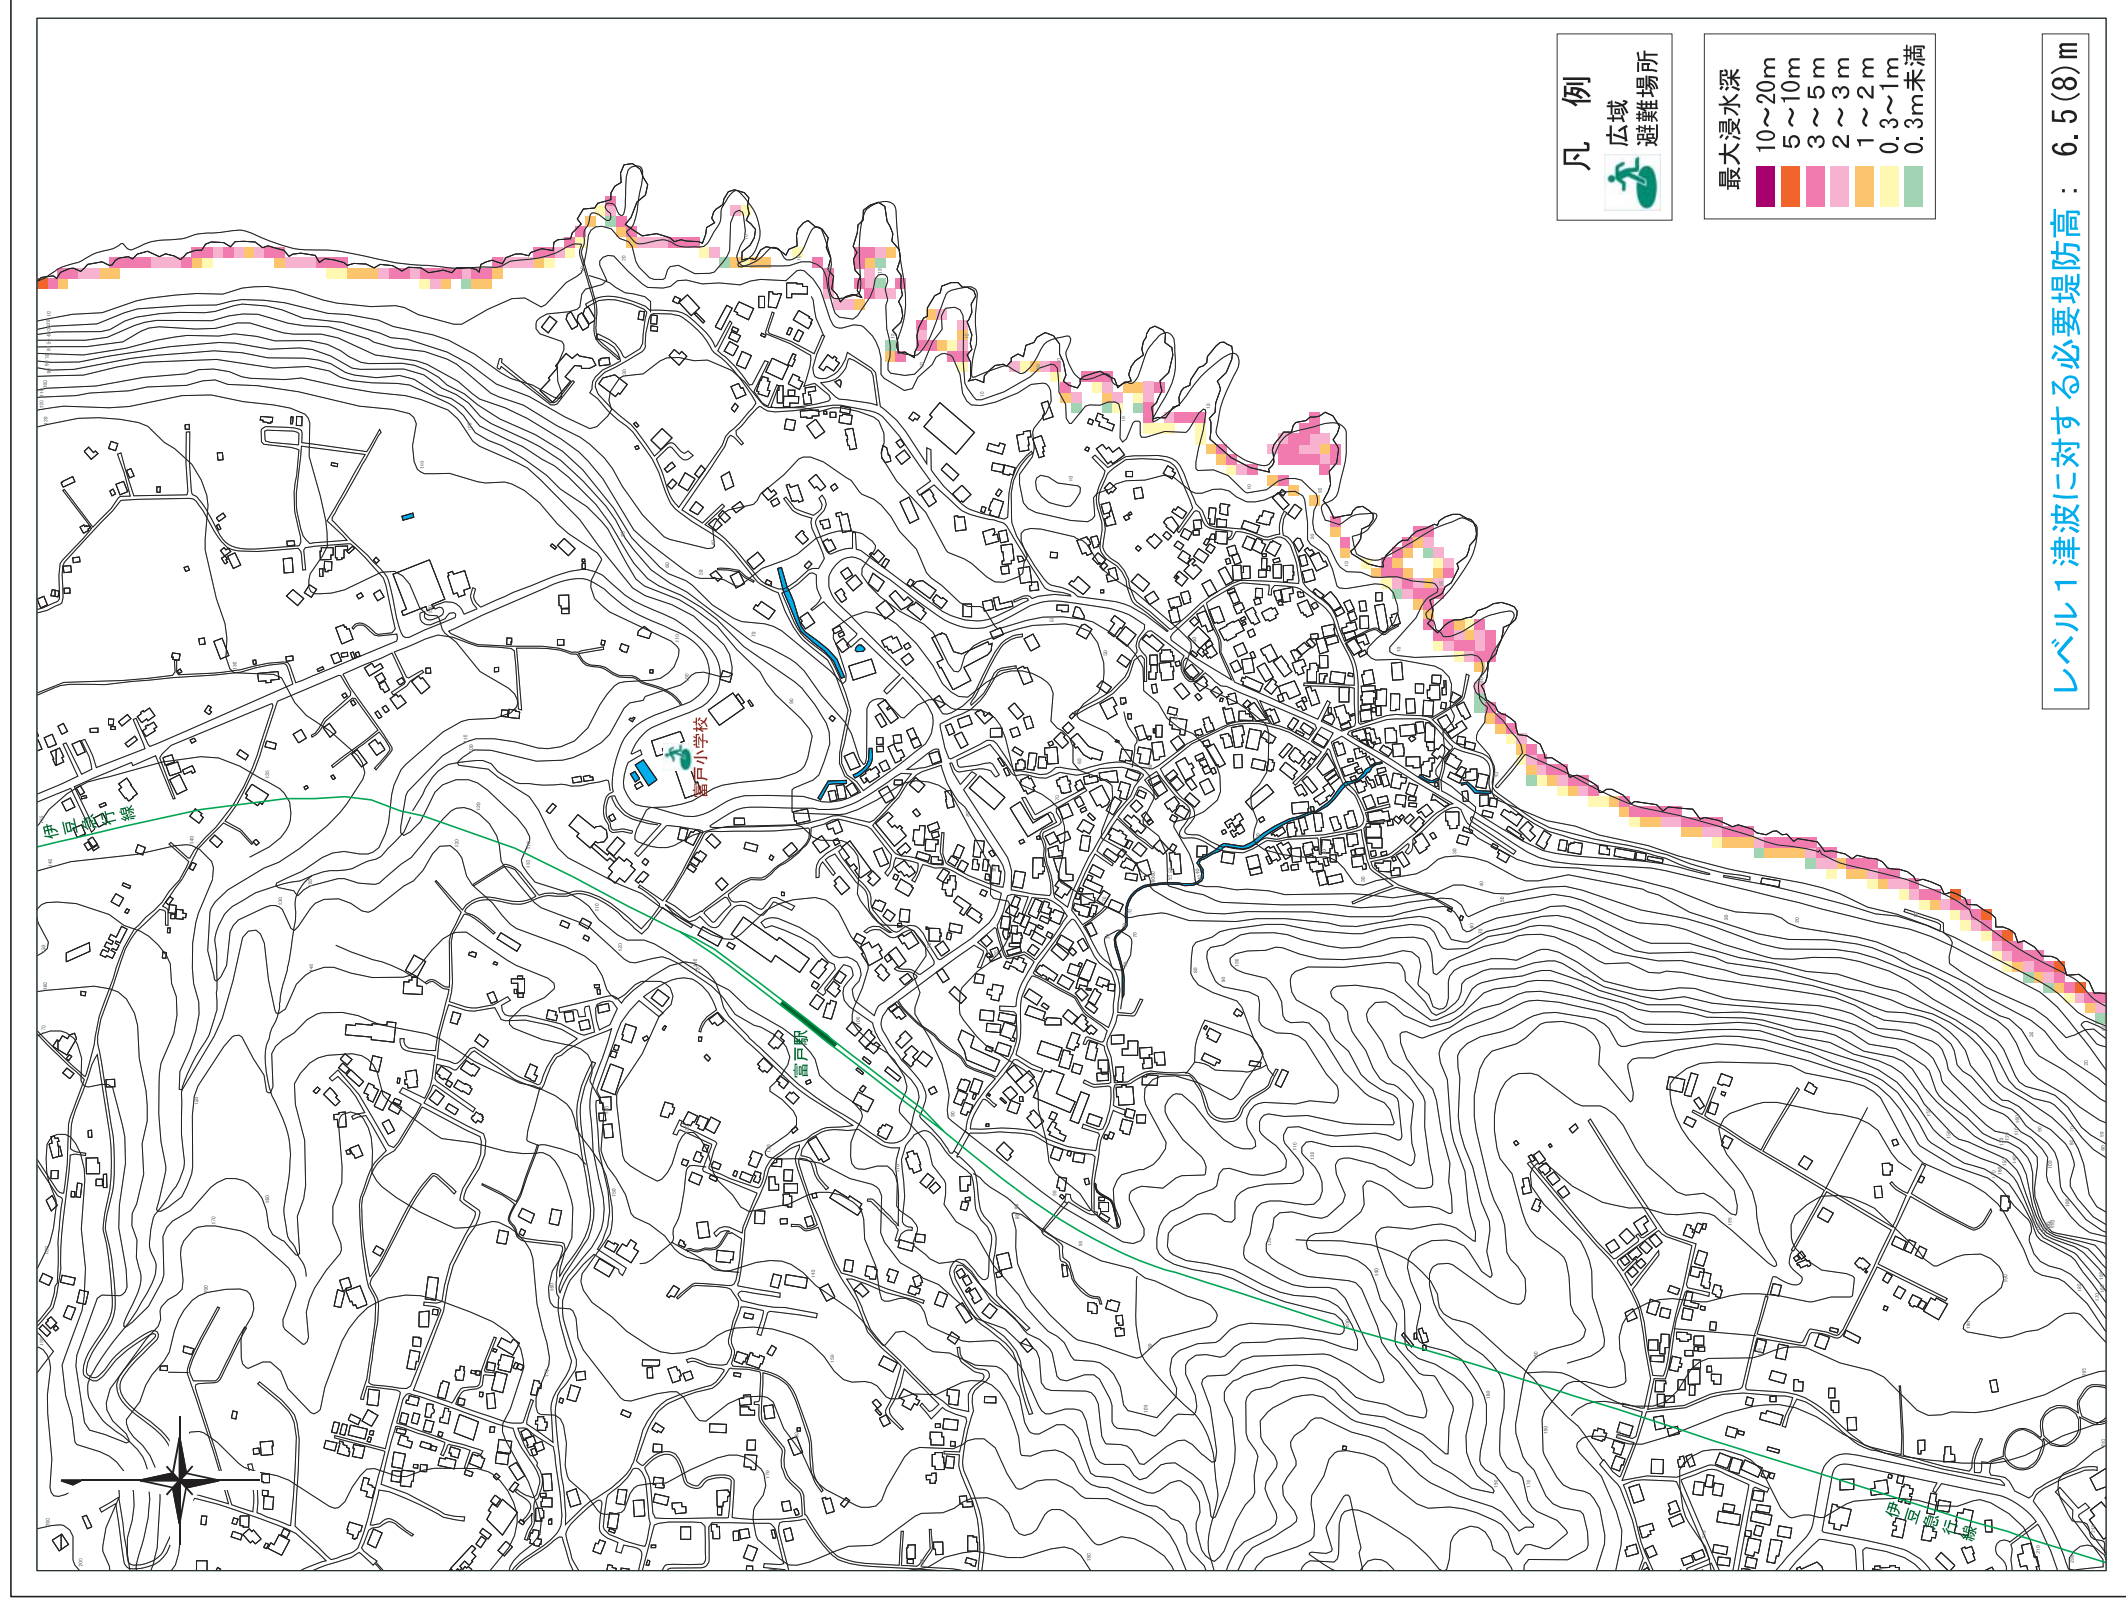 凡 例
広域
避難場所
最大浸水深
10～20m
5～10m
3～5m
2～3m
1～2m
0.3～1m
0.3m未満
レベル1津波に対する必要堤防高： 6.5(8)m
伊豆急行線
富戸小学校
富戸駅
伊豆急行線